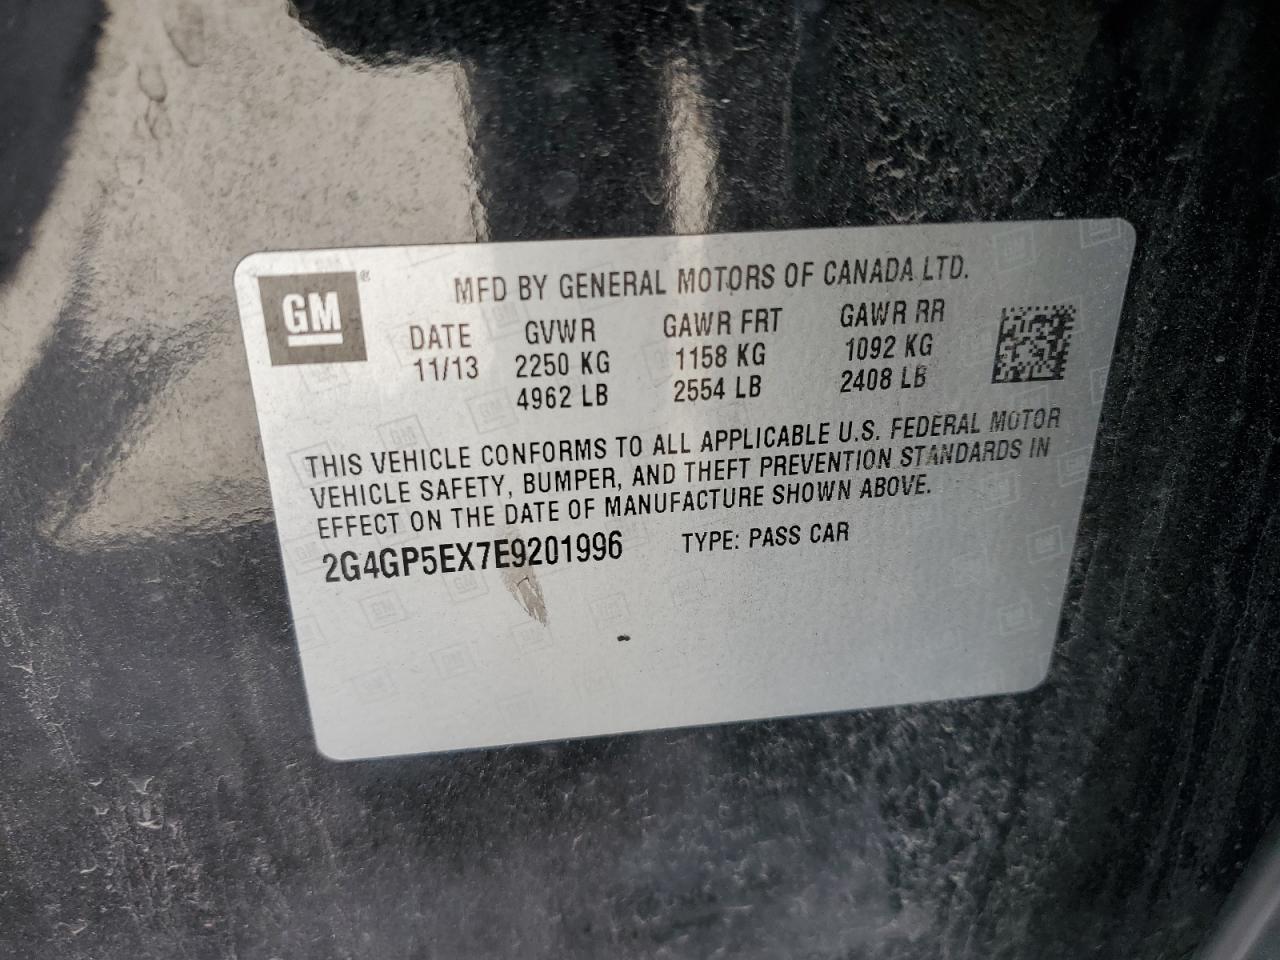 GM ®
MFD BY GENERAL MOTORS OF CANADA LTD.
DATE GVWR GAWR FRT GAWR RR
11/13 2250 KG 1158 KG 1092 KG
4962 LB 2554 LB 2408 LB
THIS VEHICLE CONFORMS TO ALL APPLICABLE U.S. FEDERAL MOTOR
VEHICLE SAFETY, BUMPER, AND THEFT PREVENTION STANDARDS IN
EFFECT ON THE DATE OF MANUFACTURE SHOWN ABOVE.
2G4GP5EX7E9201996 TYPE: PASS CAR